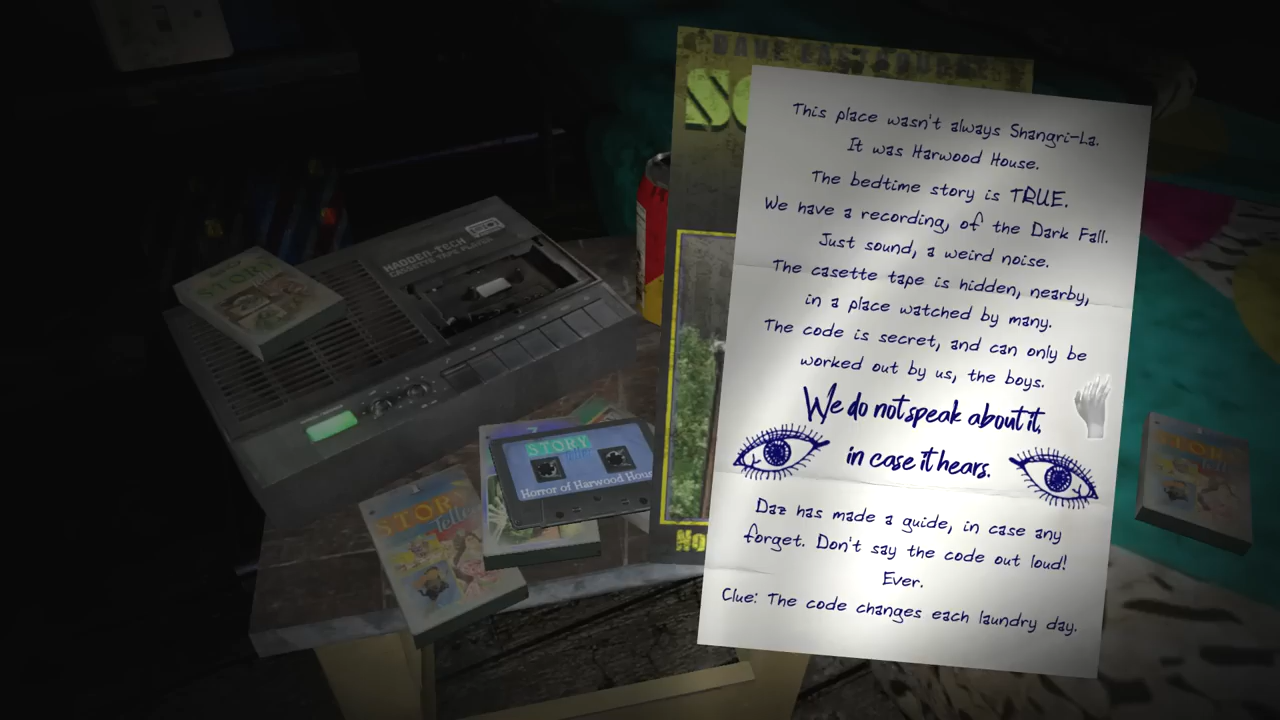 HADDEN-TECH
CASSETTE TAPE PLAYER
STORY
STORY
Teller
STORY
Horror of Harwood Hous
DAVE
This place wasn't always Shangri-La.
It was Harwood House.
The bedtime story is TRUE.
We have a recording, of the Dark Fall.
Just sound, a weird noise.
The casette tape is hidden, nearby,
in a place watched by many.
The code is secret, and can only be
worked out by us, the boys.
We do not speak about it,
in case it hears.
Daz has made a guide, in case any
forget. Don't say the code out loud!
Ever.
Clue: The code changes each laundry day.
STORY